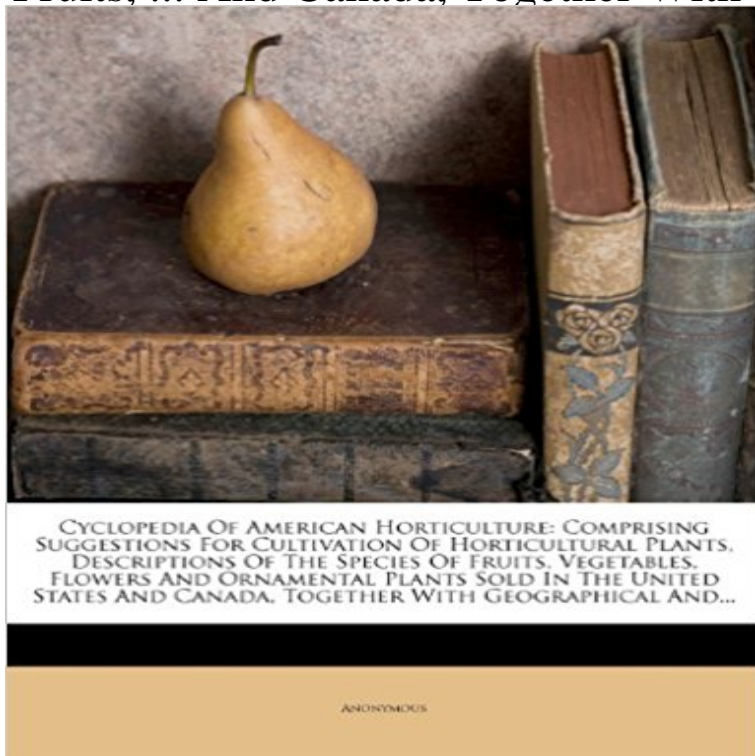 Fruits, ... And Canada, Together With
Cyclopedia Of American Horticulture: Comprising
Suggestions For Cultivation Of Horticultural Plants,
Descriptions Of The Species Of Fruits, Vegetables,
Flowers And Ornamental Plants Sold In The United
States And Canada, Together With Geographical And...
Anonymous